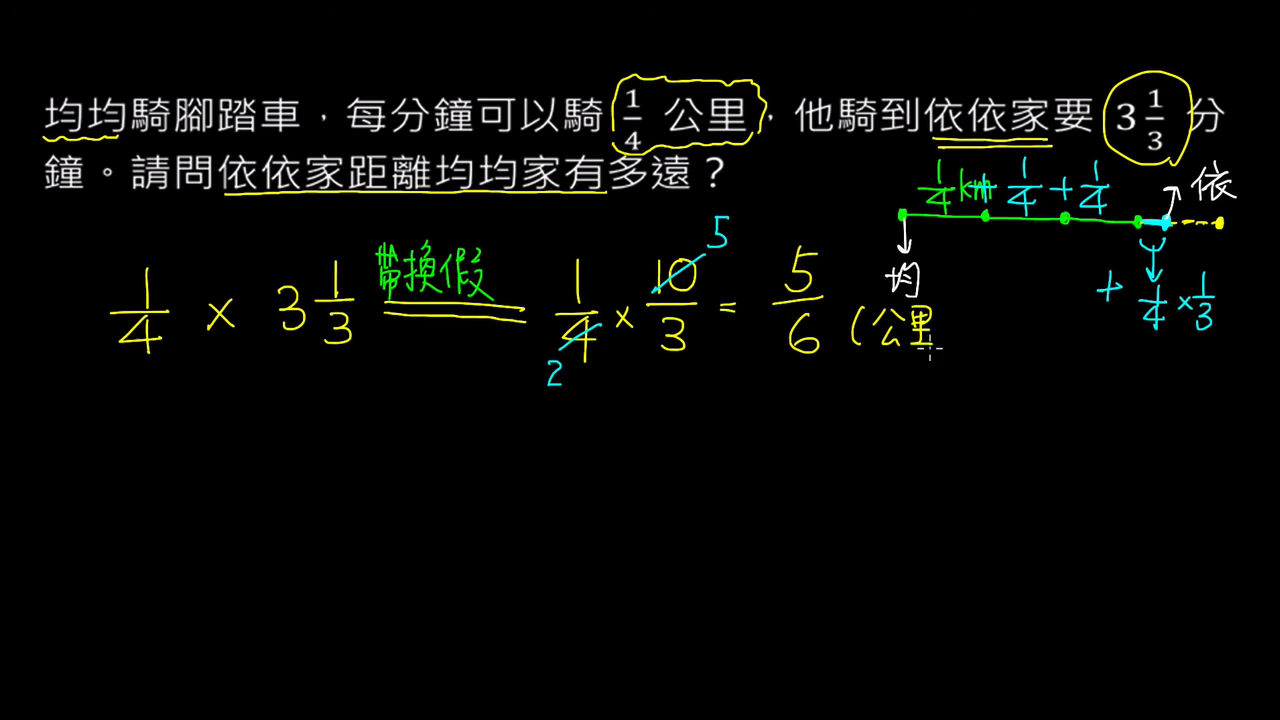 均均騎腳踏車，每分鐘可以騎 1/4 公里，他騎到依依家要 3 1/3 分
鐘。請問依依家距離均均家有多遠？
1/4 km + 1/4 + 1/4
依
均
+ 1/4 × 1/3
1/4 × 3 1/3 帶換假 = 1/4 × 10/3 = 5/6 (公里
5
2